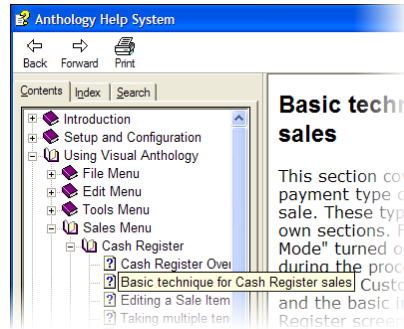 Anthology Help System
Back Forward Print
Contents Index Search
Introduction
Setup and Configuration
Using Visual Anthology
File Menu
Edit Menu
Tools Menu
Sales Menu
Cash Register
Cash Register Over
Basic technique for Cash Register sales
Editing a Sale Item
Taking multiple ten
Basic techn
sales
This section co
payment type
sale. These typ
own sections. F
Mode" turned o
during the proc
Custo
and the basic i
Register screen